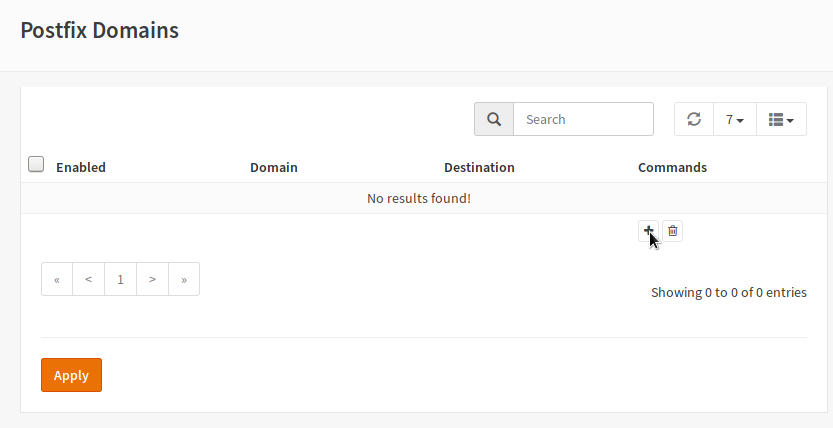 Postfix Domains
Search
7
Enabled Domain Destination Commands
No results found!
« < 1 > »
Showing 0 to 0 of 0 entries
Apply